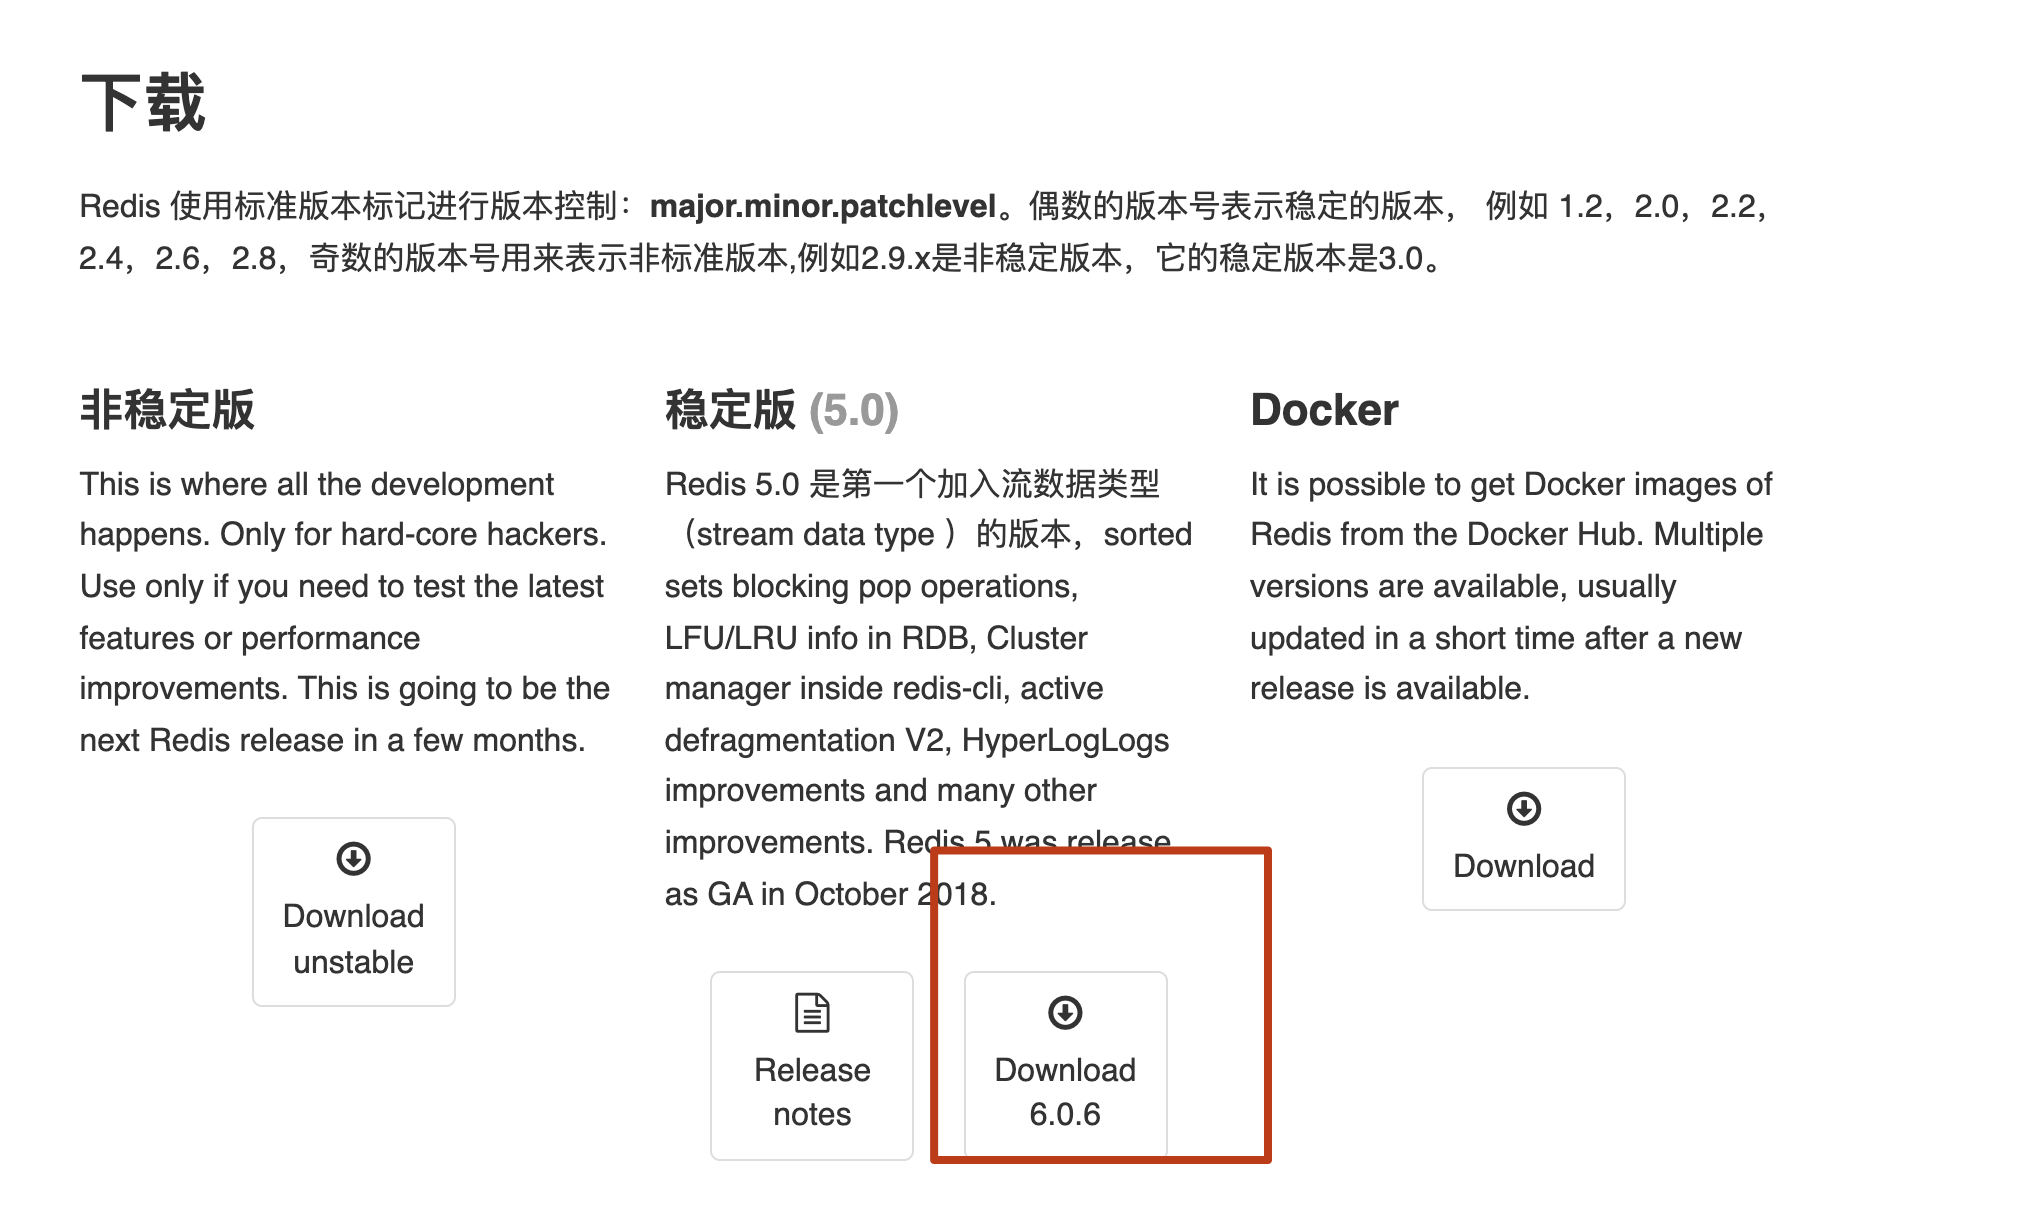 下载
Redis 使用标准版本标记进行版本控制：major.minor.patchlevel。偶数的版本号表示稳定的版本， 例如 1.2，2.0，2.2，
2.4，2.6，2.8，奇数的版本号用来表示非标准版本,例如2.9.x是非稳定版本，它的稳定版本是3.0。
非稳定版
This is where all the development
happens. Only for hard-core hackers.
Use only if you need to test the latest
features or performance
improvements. This is going to be the
next Redis release in a few months.
Download
unstable
稳定版 (5.0)
Redis 5.0 是第一个加入流数据类型
（stream data type ）的版本，sorted
sets blocking pop operations,
LFU/LRU info in RDB, Cluster
manager inside redis-cli, active
defragmentation V2, HyperLogLogs
improvements and many other
improvements. Redis 5 was release
as GA in October 2018.
Release
notes
Download
6.0.6
Docker
It is possible to get Docker images of
Redis from the Docker Hub. Multiple
versions are available, usually
updated in a short time after a new
release is available.
Download